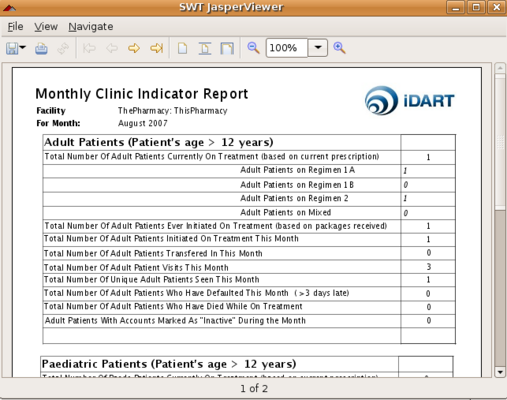 SWT JasperViewer
File View Navigate
100%
Monthly Clinic Indicator Report
iDART
Facility ThePharmacy: ThisPharmacy
For Month: August 2007
Adult Patients (Patient's age > 12 years)
Total Number Of Adult Patients Currently On Treatment (based on current prescription) 1
Adult Patients on Regimen 1A 1
Adult Patients on Regimen 1B 0
Adult Patients on Regimen 2 1
Adult Patients on Mixed 0
Total Number Of Adult Patients Ever Initiated On Treatment (based on packages received) 1
Total Number Of Adult Patients Initiated On Treatment This Month 1
Total Number Of Adult Patients Transfered In This Month 0
Total Number Of Adult Patient Visits This Month 3
Total Number Of Unique Adult Patients Seen This Month 1
Total Number Of Adult Patients Who Have Defaulted This Month (>3 days late) 0
Total Number Of Adult Patients Who Have Died While On Treatment 0
Adult Patients With Accounts Marked As "Inactive" During the Month 0
Paediatric Patients (Patient's age > 12 years)
1 of 2